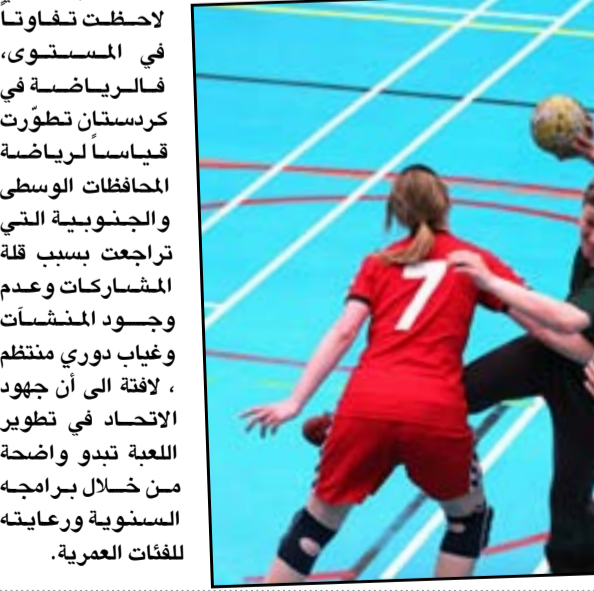 لاحظت تفاوتاً
في المستوى،
فالرياضة في
كردستان تطوّرت
قياساً لرياضة
المحافظات الوسطى
والجنوبية التي
تراجعت بسبب قلة
المشاركات وعدم
وجود المنشآت
وغياب دوري منتظم
، لافتة الى أن جهود
الاتحاد في تطوير
اللعبة تبدو واضحة
من خلال برامجه
السنوية ورعايته
للفئات العمرية.
7